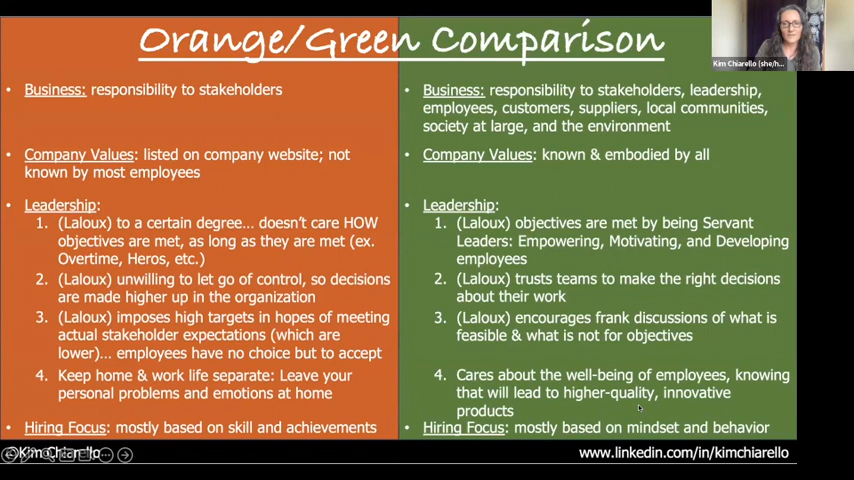 Orange/Green Comparison
Kim Chiarello (she/h...
• Business: responsibility to stakeholders
• Company Values: listed on company website; not
known by most employees
• Leadership:
1. (Laloux) to a certain degree... doesn't care HOW
objectives are met, as long as they are met (ex.
Overtime, Heros, etc.)
2. (Laloux) unwilling to let go of control, so decisions
are made higher up in the organization
3. (Laloux) imposes high targets in hopes of meeting
actual stakeholder expectations (which are
lower)... employees have no choice but to accept
4. Keep home & work life separate: Leave your
personal problems and emotions at home
• Hiring Focus: mostly based on skill and achievements
• Business: responsibility to stakeholders, leadership,
employees, customers, suppliers, local communities,
society at large, and the environment
• Company Values: known & embodied by all
• Leadership:
1. (Laloux) objectives are met by being Servant
Leaders: Empowering, Motivating, and Developing
employees
2. (Laloux) trusts teams to make the right decisions
about their work
3. (Laloux) encourages frank discussions of what is
feasible & what is not for objectives
4. Cares about the well-being of employees, knowing
that will lead to higher-quality, innovative
products
• Hiring Focus: mostly based on mindset and behavior
©Kim Chiarello
www.linkedin.com/in/kimchiarello